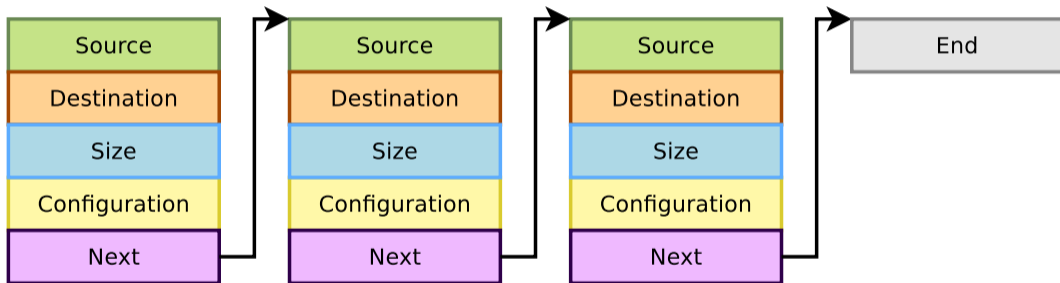 Source
Destination
Size
Configuration
Next
Source
Destination
Size
Configuration
Next
Source
Destination
Size
Configuration
Next
End